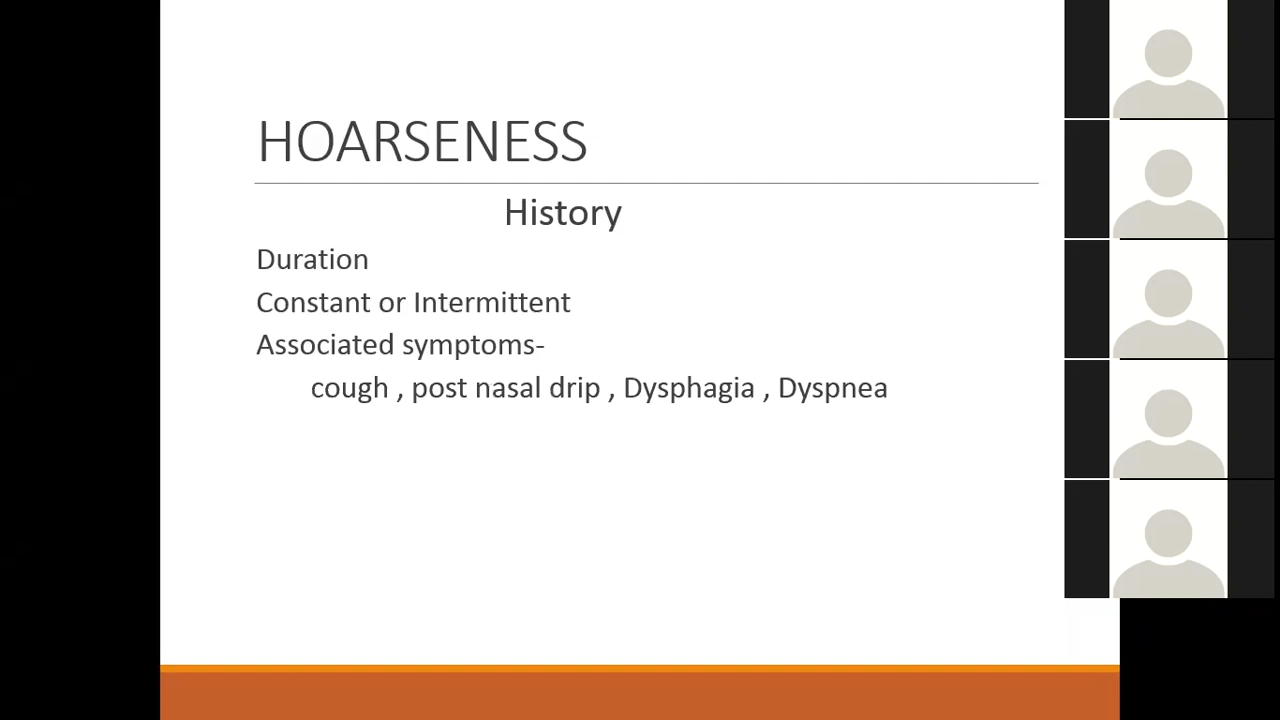 HOARSENESS
History
Duration
Constant or Intermittent
Associated symptoms-
cough , post nasal drip , Dysphagia , Dyspnea